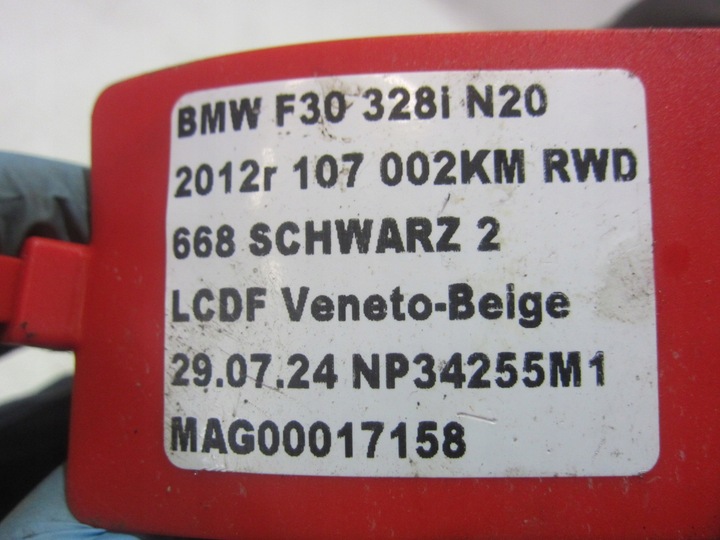 BMW F30 328i N20
2012r 107 002KM RWD
668 SCHWARZ 2
LCDF Veneto-Beige
29.07.24 NP34255M1
MAG00017158